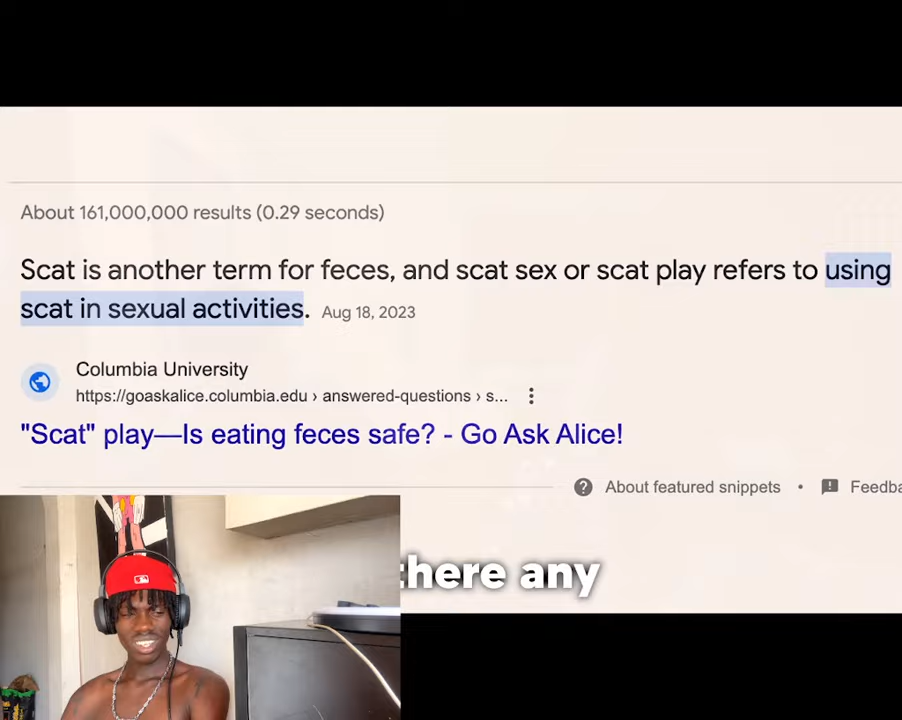 About 161,000,000 results (0.29 seconds)
Scat is another term for feces, and scat sex or scat play refers to using
scat in sexual activities. Aug 18, 2023
Columbia University
https://goaskalice.columbia.edu › answered-questions › s...
"Scat" play—Is eating feces safe? - Go Ask Alice!
About featured snippets • 
there any